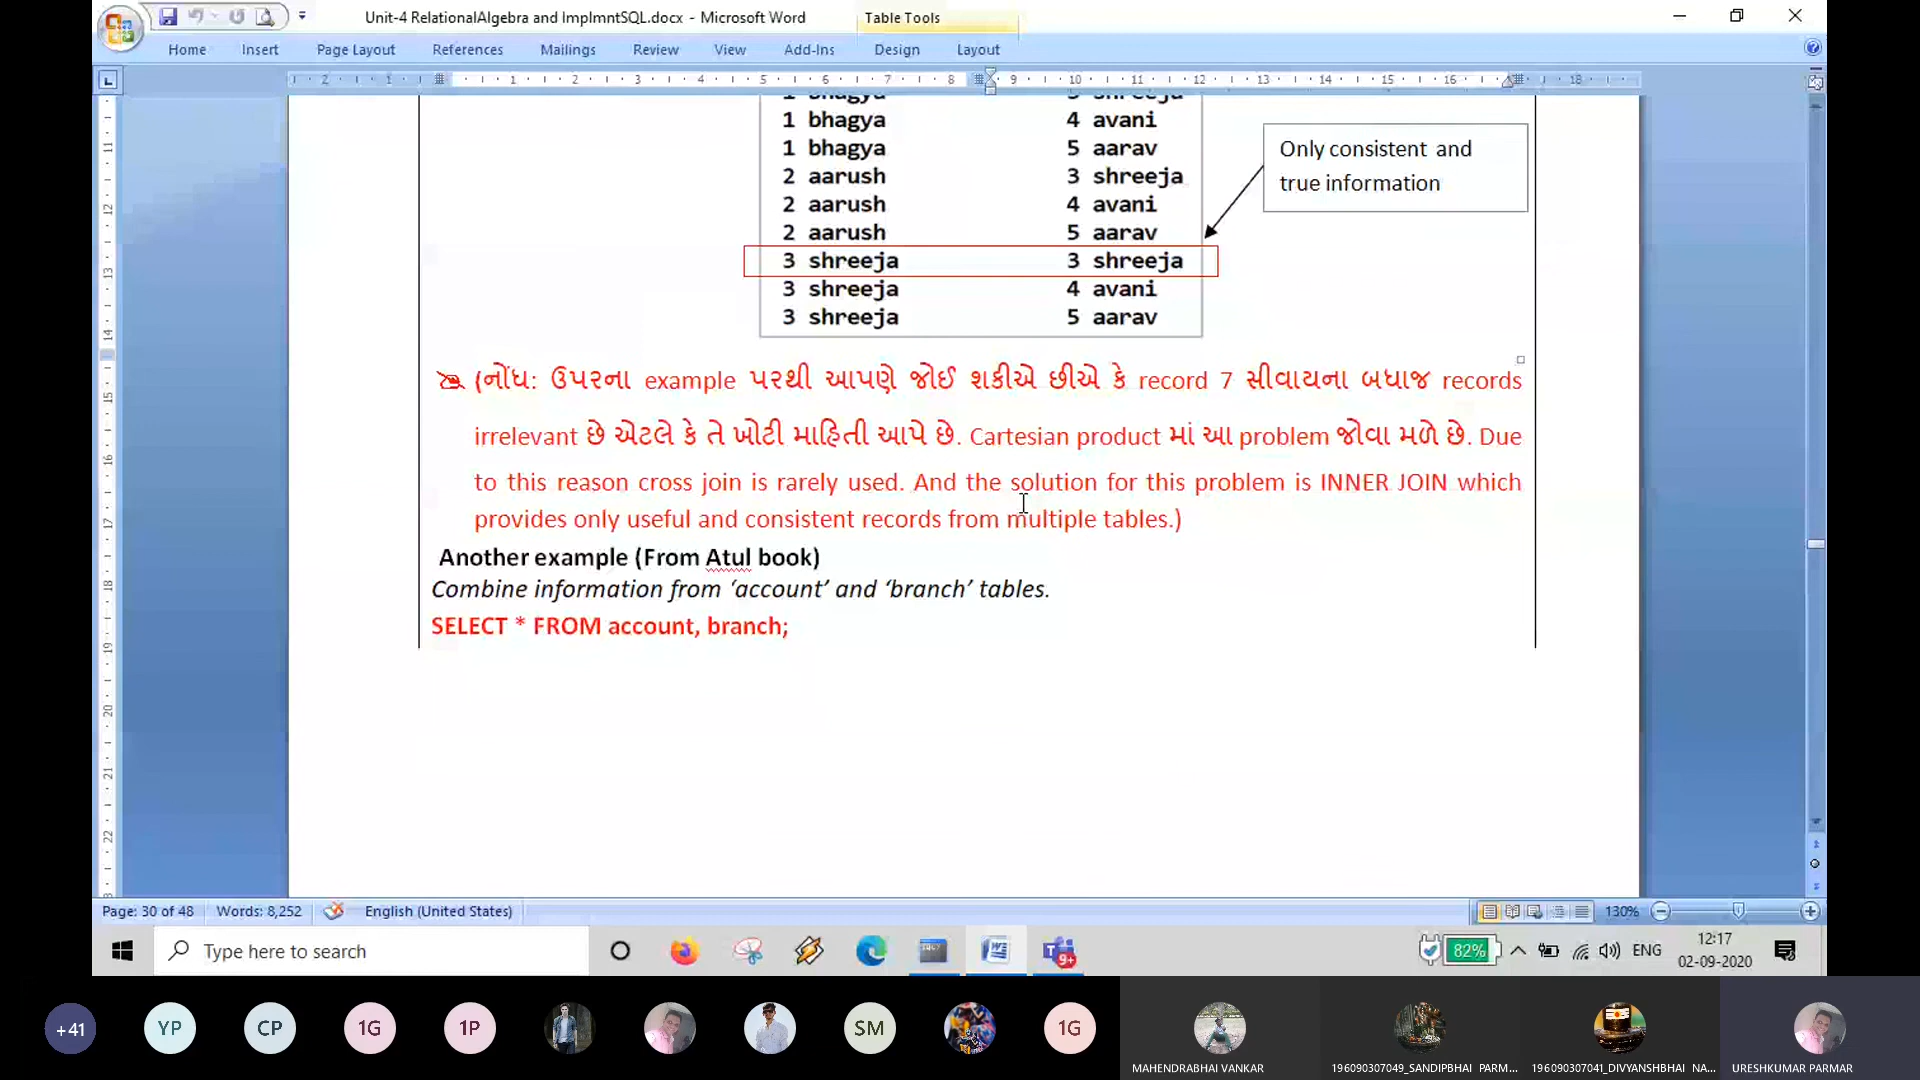 Unit-4 RelationalAlgebra and ImplmntSQL.docx - Microsoft Word
Table Tools
Home Insert Page Layout References Mailings Review View Add-Ins Design Layout
1 bhagya 3 shreeja
1 bhagya 4 avani
1 bhagya 5 aarav
2 aarush 3 shreeja
2 aarush 4 avani
2 aarush 5 aarav
3 shreeja 3 shreeja
3 shreeja 4 avani
3 shreeja 5 aarav
Only consistent and
true information
(નોંધ: ઉપરના example પરથી આપણે જોઈ શકીએ છીએ કે record 7 સીવાયના બધાજ records
irrelevant છે એટલે કે તે ખોટી માહિતી આપે છે. Cartesian product માં આ problem જોવા મળે છે. Due
to this reason cross join is rarely used. And the solution for this problem is INNER JOIN which
provides only useful and consistent records from multiple tables.)
Another example (From Atul book)
Combine information from ‘account’ and ‘branch’ tables.
SELECT * FROM account, branch;
Page: 30 of 48 Words: 8,252 English (United States) 130%
Type here to search
82% ENG 12:17
02-09-2020
+41 YP CP 1G 1P SM 1G
MAHENDRABHAI VANKAR 196090307049_SANDIPBHAI PARM... 196090307041_DIVYANSHBHAI NA... URESHKUMAR PARMAR